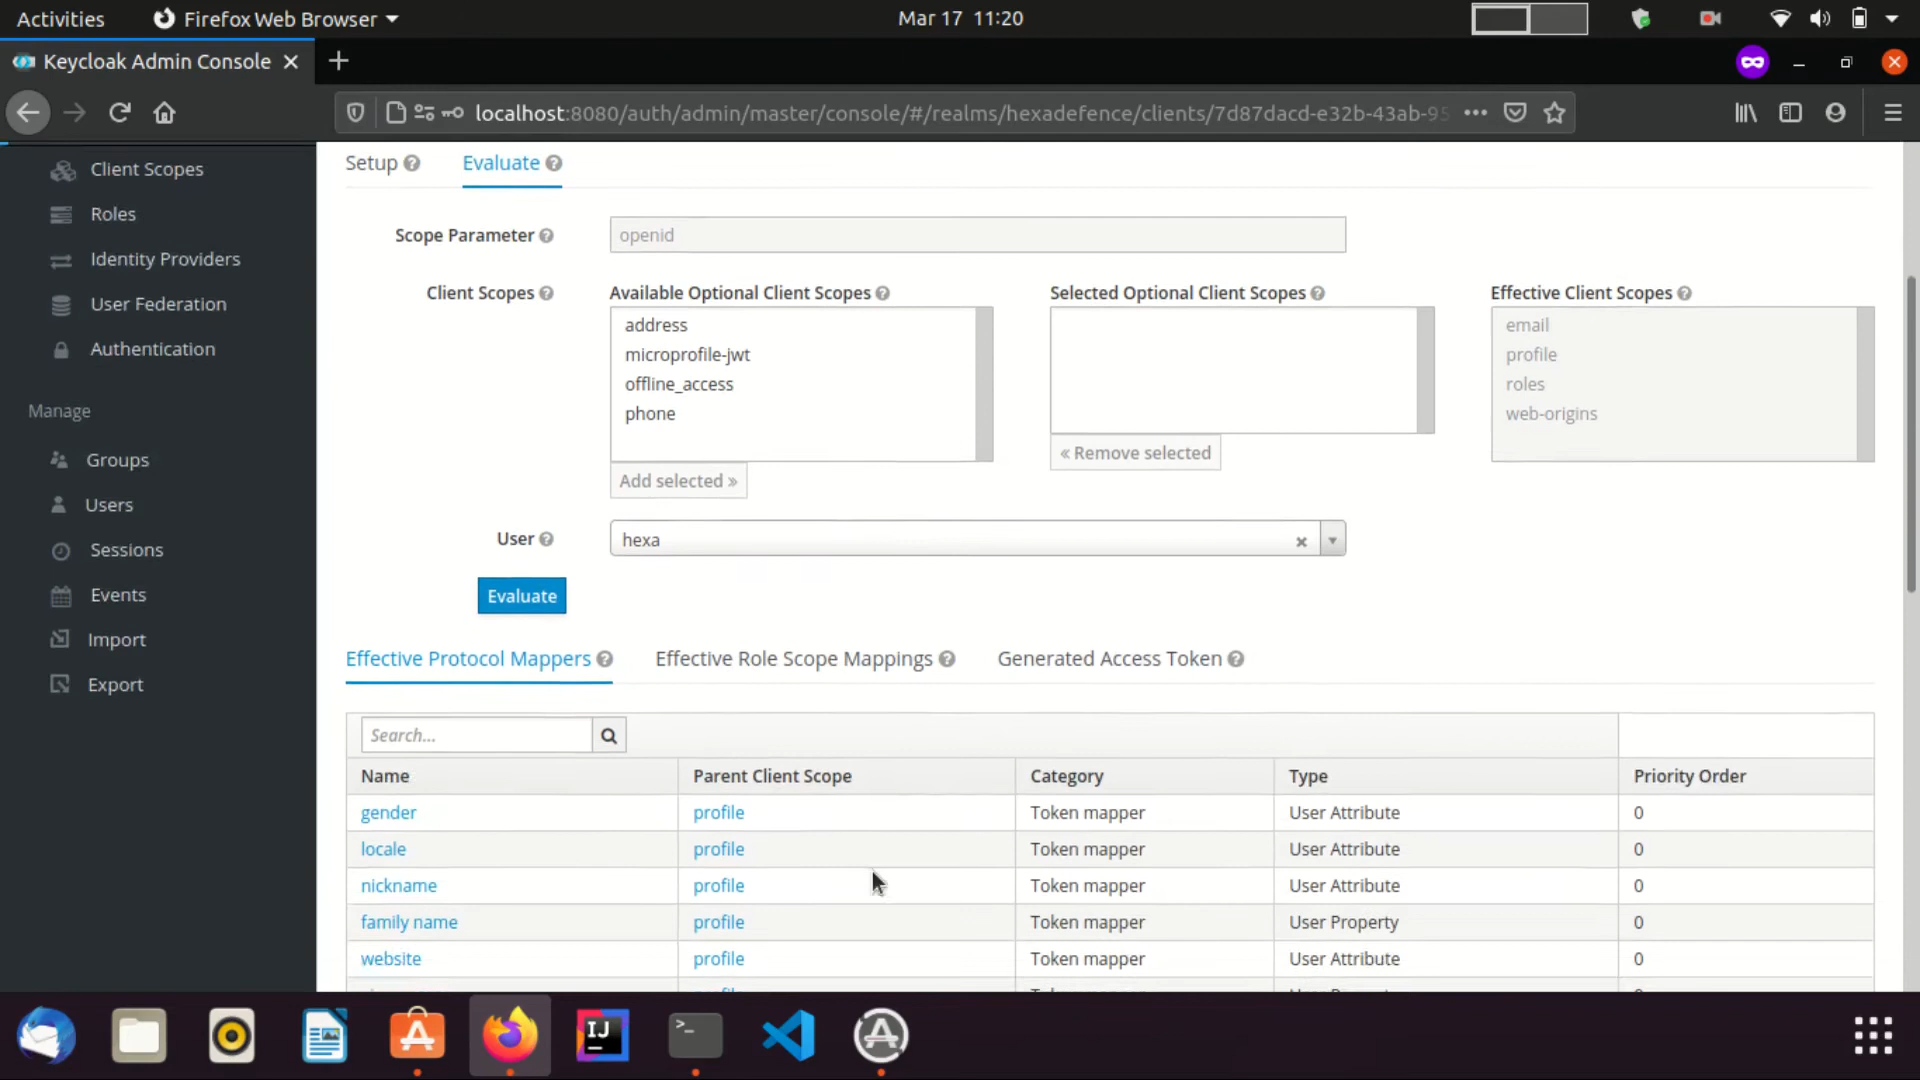 Activities
Firefox Web Browser
Mar 17 11:20
Keycloak Admin Console
localhost:8080/auth/admin/master/console/#/realms/hexadefence/clients/7d87dacd-e32b-43ab-95
Client Scopes
Roles
Identity Providers
User Federation
Authentication
Manage
Groups
Users
Sessions
Events
Import
Export
Setup
Evaluate
Scope Parameter
openid
Client Scopes
Available Optional Client Scopes
address
microprofile-jwt
offline_access
phone
Add selected »
Selected Optional Client Scopes
« Remove selected
Effective Client Scopes
email
profile
roles
web-origins
User
hexa
Evaluate
Effective Protocol Mappers
Effective Role Scope Mappings
Generated Access Token
Search...
Name Parent Client Scope Category Type Priority Order
gender profile Token mapper User Attribute 0
locale profile Token mapper User Attribute 0
nickname profile Token mapper User Attribute 0
family name profile Token mapper User Property 0
website profile Token mapper User Attribute 0
IJ